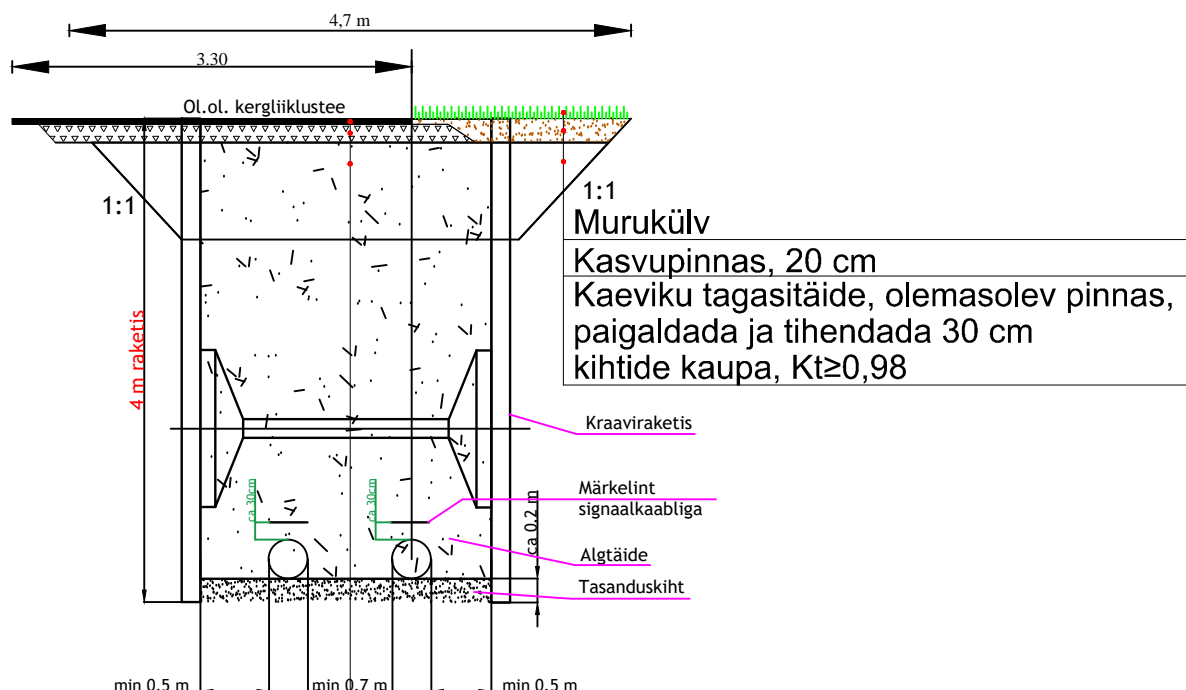 4,7 m
3.30
Ol.ol. kergliiklustee
1:1
1:1
Murukülv
Kasvupinnas, 20 cm
Kaeviku tagasitäide, olemasolev pinnas,
paigaldada ja tihendada 30 cm
kihtide kaupa, Kt≥0,98
4 m raketis
Kraaviraketis
ca 30cm
ca 30cm
Märkelint
signaalkaabliga
ca 0.2 m
Algtäide
Tasanduskiht
min 0.5 m
min 0.7 m
min 0.5 m